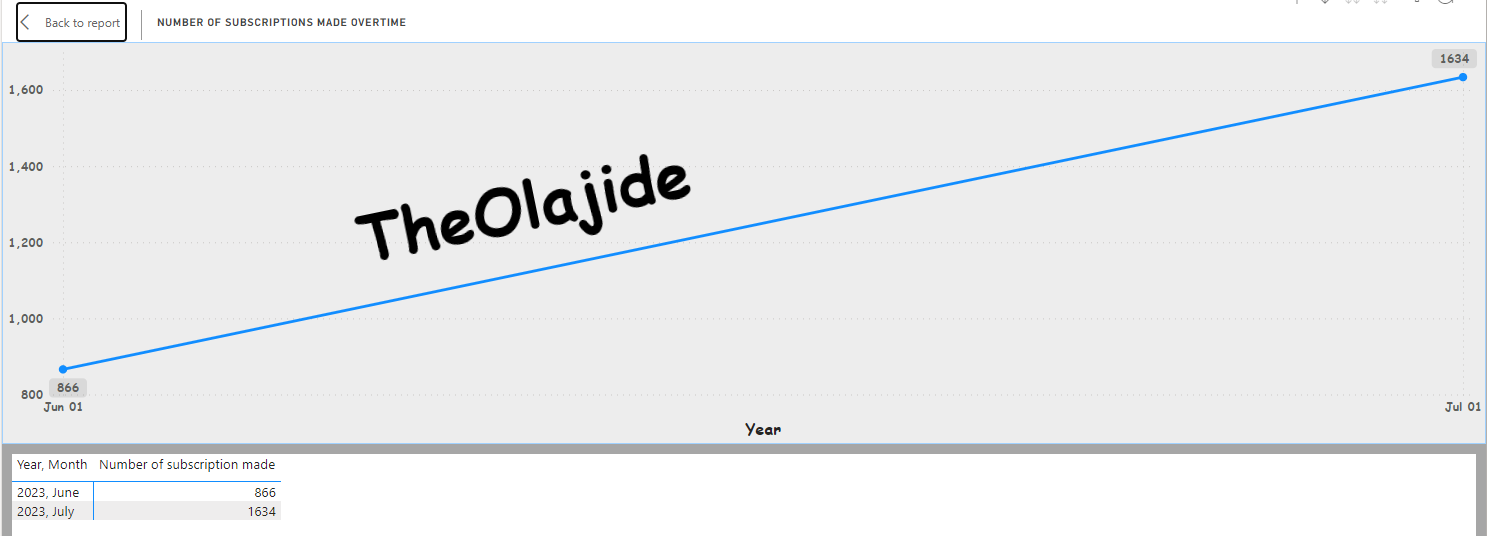 Back to report
NUMBER OF SUBSCRIPTIONS MADE OVERTIME
1634
1,600
1,400
TheOlajide
1,200
1,000
866
800
Jun 01 Jul 01
Year
Year, Month Number of subscription made
2023, June 866
2023, July 1634